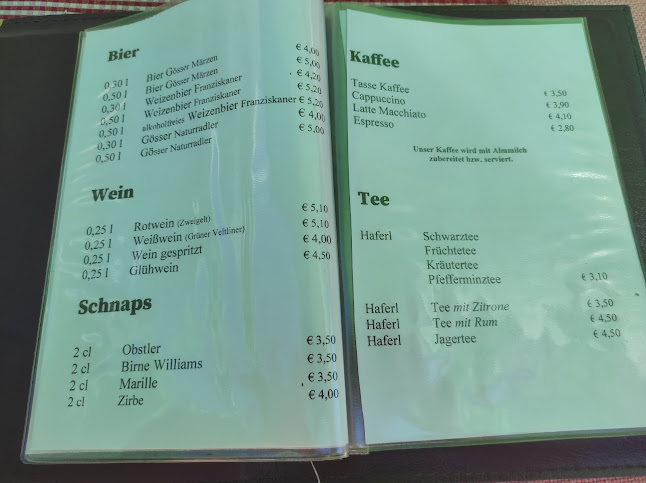 Bier
0,30 l Bier Gösser Märzen € 4,00
0,50 l Bier Gösser Märzen € 5,00
0,30 l Weizenbier Franziskaner € 4,20
0,50 l Weizenbier Franziskaner € 5,20
0,50 l alkoholfreies Weizenbier Franziskaner € 5,20
0,30 l Gösser Naturradler € 4,00
0,50 l Gösser Naturradler € 5,00
Wein
0,25 l Rotwein (Zweigelt) € 5,10
0,25 l Weißwein (Grüner Veltliner) € 5,10
0,25 l Wein gespritzt € 4,00
0,25 l Glühwein € 4,50
Schnaps
2 cl Obstler € 3,50
2 cl Birne Williams € 3,50
2 cl Marille € 3,50
2 cl Zirbe € 4,00
Kaffee
Tasse Kaffee € 3,50
Cappuccino € 3,90
Latte Macchiato € 4,10
Espresso € 2,80
Unser Kaffee wird mit Almmilch
zubereitet bzw. serviert.
Tee
Haferl Schwarztee
Früchtetee
Kräutertee
Pfefferminztee € 3,10
Haferl Tee mit Zitrone € 3,50
Haferl Tee mit Rum € 4,50
Haferl Jagertee € 4,50